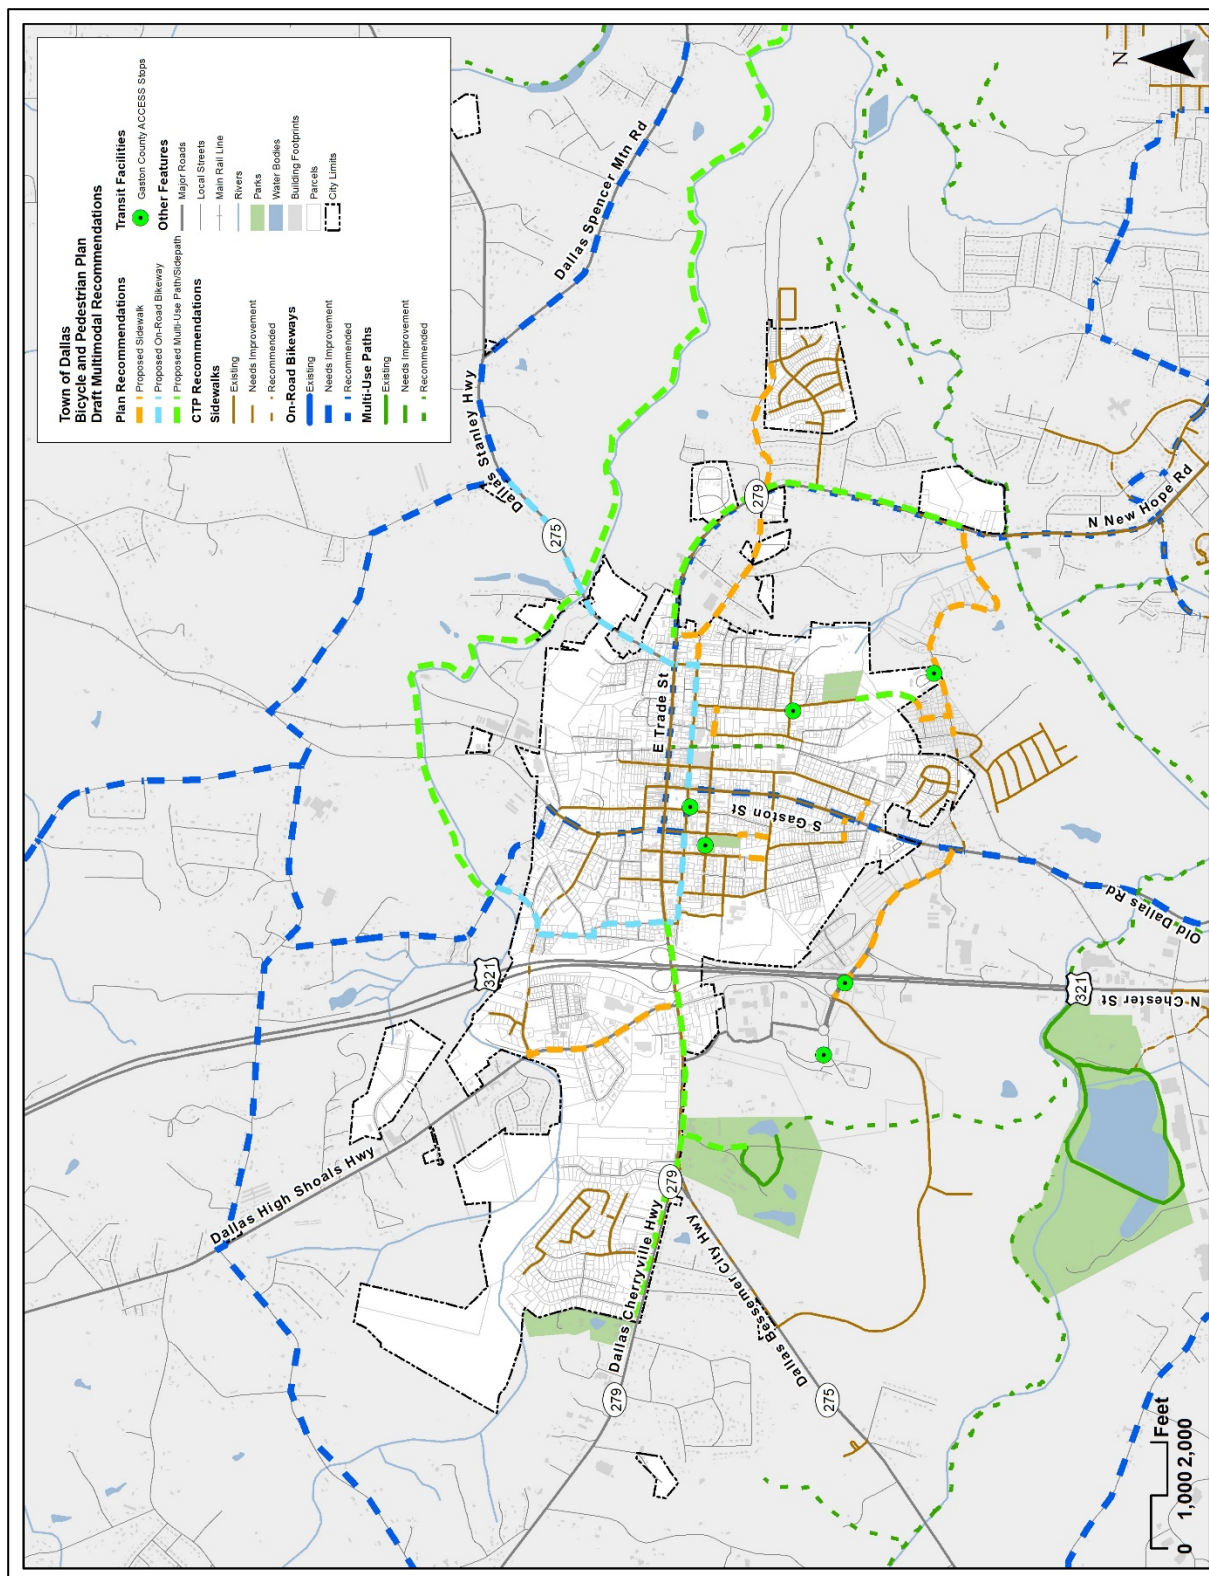 Town of Dallas
Bicycle and Pedestrian Plan
Draft Multimodal Recommendations
Plan Recommendations
Proposed Sidewalk
Proposed On-Road Bikeway
Proposed Multi-Use Path/Sidepath
CTP Recommendations
Sidewalks
Existing
Needs Improvement
Recommended
On-Road Bikeways
Existing
Needs Improvement
Recommended
Multi-Use Paths
Existing
Needs Improvement
Recommended
Transit Facilities
Gaston County ACCESS Stops
Other Features
Major Roads
Local Streets
Main Rail Line
Rivers
Parks
Water Bodies
Building Footprints
Parcels
City Limits
N
Dallas Spencer Mtn Rd
Dallas Stanley Hwy
275
279
N New Hope Rd
E Trade St
S Gaston St
Old Dallas Rd
321
321
N Chester St
Dallas High Shoals Hwy
279
Dallas Cherryville Hwy
Dallas Bessemer City Hwy
279
275
0 1,000 2,000
Feet